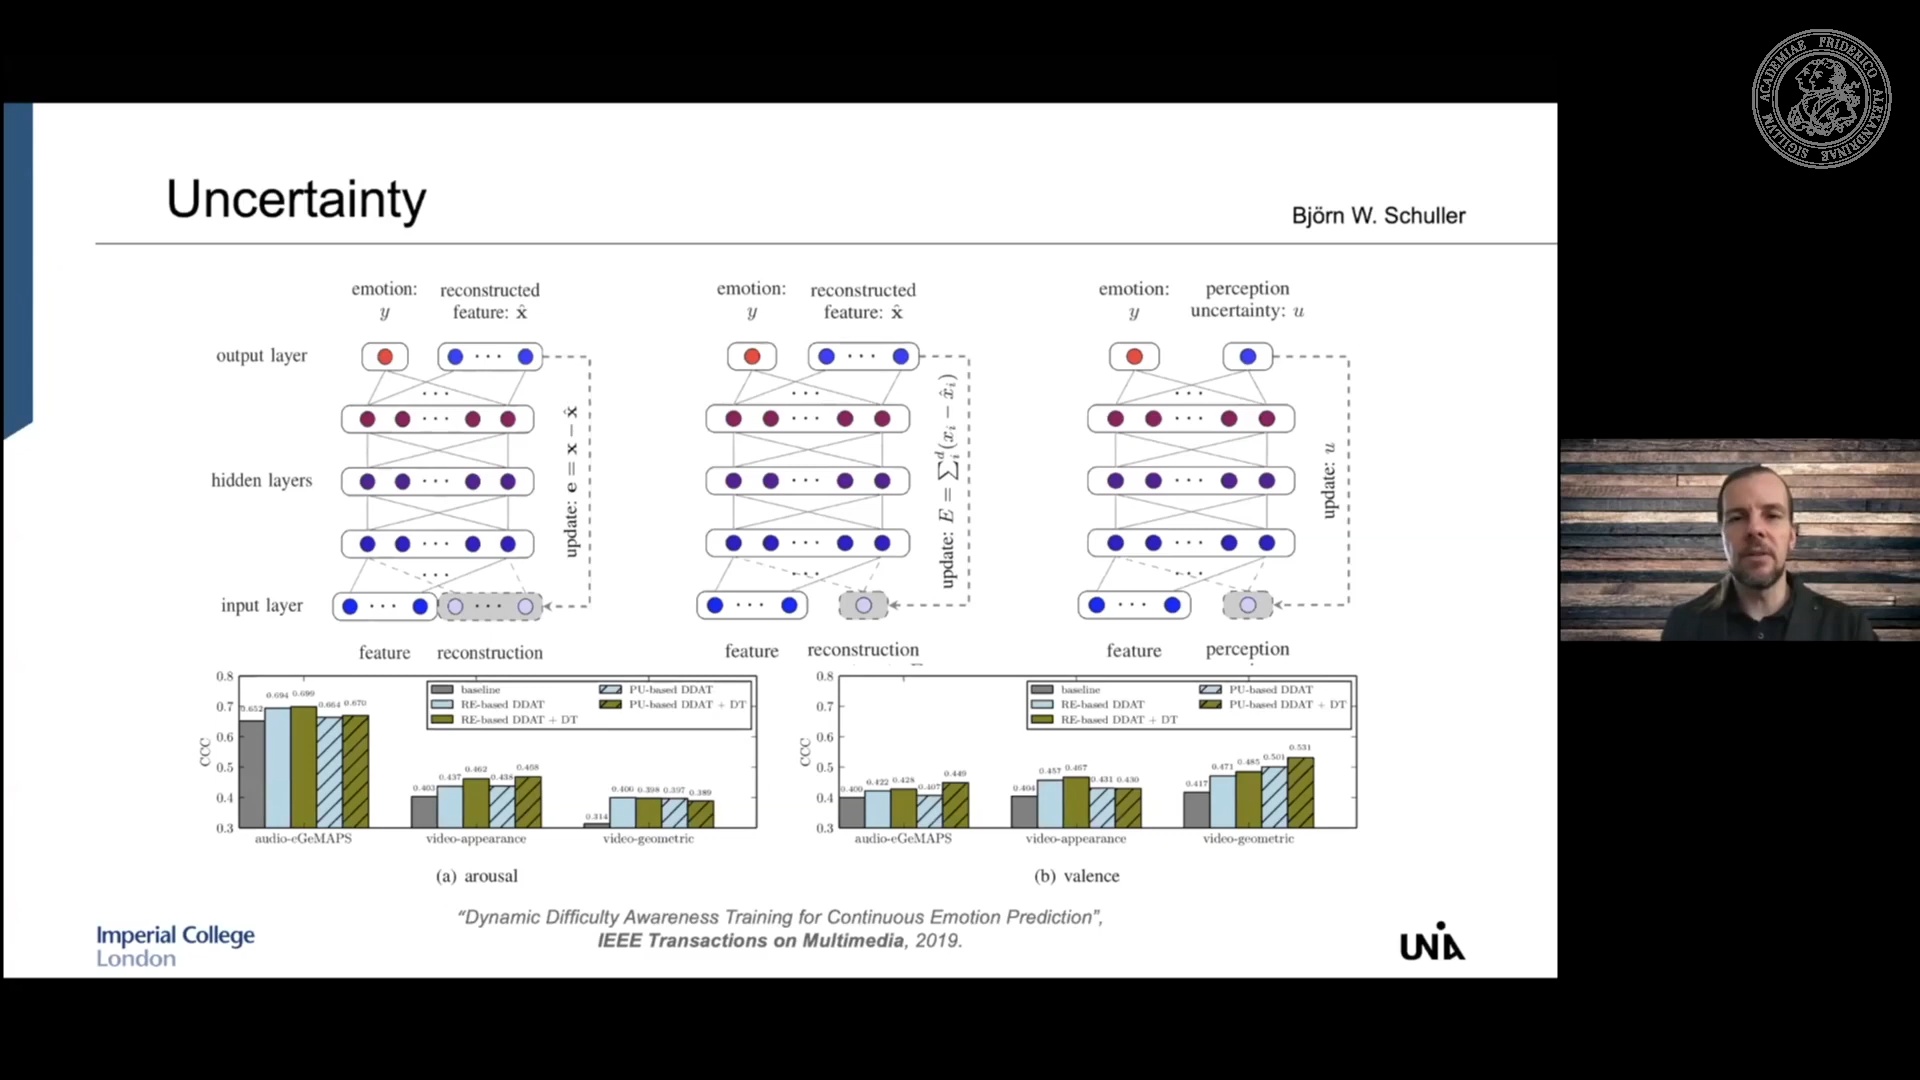 ACADEMIAE FRIDERICO ALEXANDRINAE SIGILLVM
Uncertainty
Björn W. Schuller
emotion: reconstructed
y feature: x̂
emotion: reconstructed
y feature: x̂
emotion: perception
y uncertainty: u
output layer
hidden layers
input layer
update: e = x − x̂
update: E = ∑ᵢᵈ(xᵢ − x̂ᵢ)
update: u
feature reconstruction
feature reconstruction
feature perception
CCC
0.8
0.7
0.6
0.5
0.4
0.3
baseline
RE-based DDAT
RE-based DDAT + DT
PU-based DDAT
PU-based DDAT + DT
0.652 0.694 0.699 0.664 0.670
0.403 0.437 0.462 0.438 0.468
0.314 0.400 0.398 0.397 0.389
audio-eGeMAPS video-appearance video-geometric
(a) arousal
CCC
0.8
0.7
0.6
0.5
0.4
0.3
baseline
RE-based DDAT
RE-based DDAT + DT
PU-based DDAT
PU-based DDAT + DT
0.400 0.422 0.428 0.407 0.449
0.404 0.457 0.467 0.431 0.430
0.417 0.471 0.485 0.501 0.531
audio-eGeMAPS video-appearance video-geometric
(b) valence
“Dynamic Difficulty Awareness Training for Continuous Emotion Prediction”,
IEEE Transactions on Multimedia, 2019.
Imperial College
London
UNIA